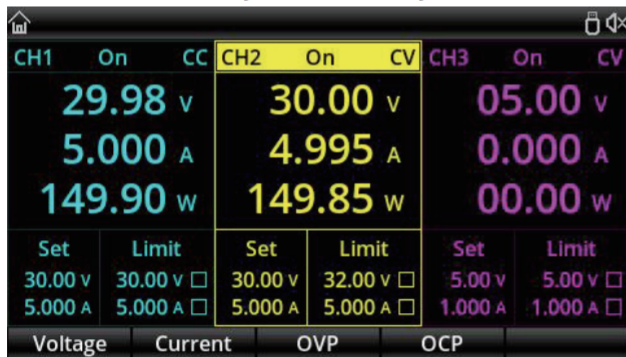 CH1 On CC CH2 On CV CH3 On CV
29.98 V 30.00 V 05.00 V
5.000 A 4.995 A 0.000 A
149.90 W 149.85 W 00.00 W
Set Limit Set Limit Set Limit
30.00 V 30.00 V 30.00 V 32.00 V 5.00 V 5.00 V
5.000 A 5.000 A 5.000 A 5.000 A 1.000 A 1.000 A
Voltage Current OVP OCP